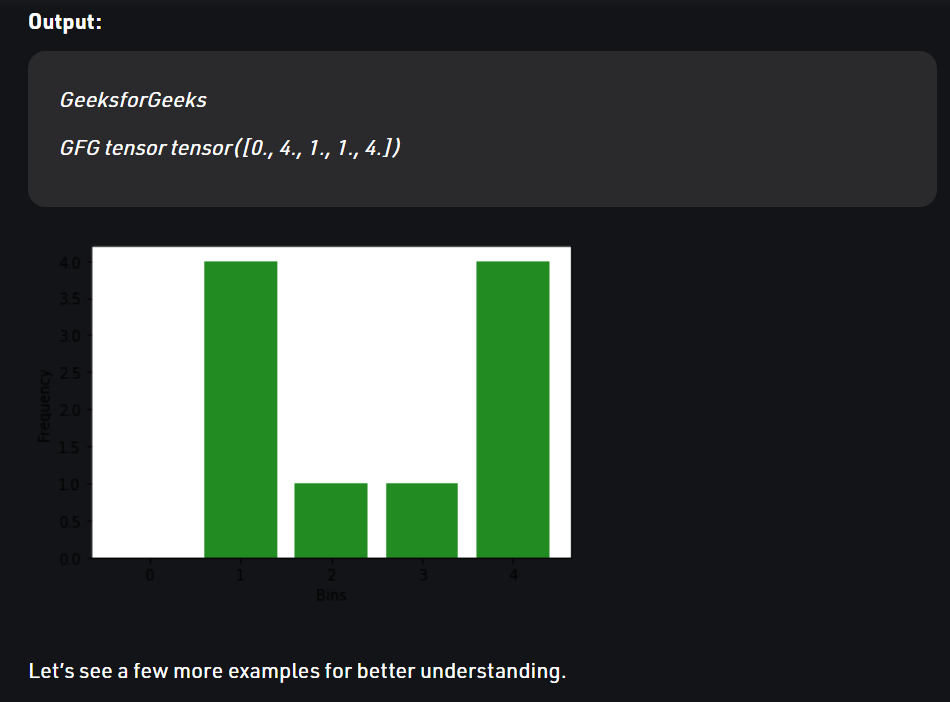 Output:
GeeksforGeeks
GFG tensor tensor([0., 4., 1., 1., 4.])
4.0
3.5
3.0
2.5
2.0
1.5
1.0
0.5
0.0
Frequency
0 1 2 3 4
Bins
Let’s see a few more examples for better understanding.